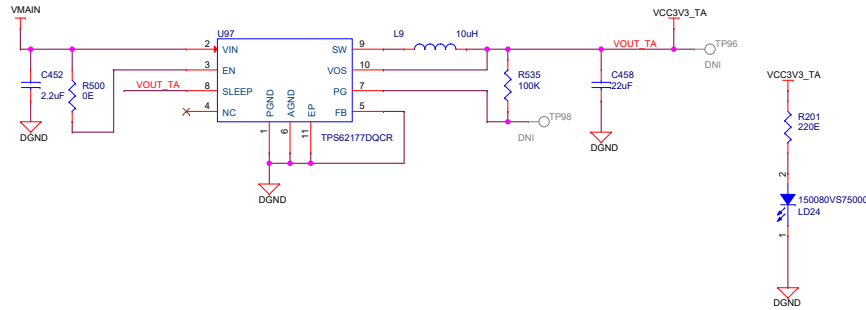 VMAIN
U97
L9
10uH
VCC3V3_TA
2
VIN
SW
9
VOUT_TA
TP96
DNI
3
EN
VOS
10
C452
2.2uF
R500
0E
VOUT_TA
8
SLEEP
PG
7
R535
100K
C458
22uF
4
NC
FB
5
PGND
AGND
EP
TP98
DNI
DGND
1
6
11
TPS62177DQCR
DGND
DGND
VCC3V3_TA
R201
220E
2
150080VS75000
LD24
1
DGND